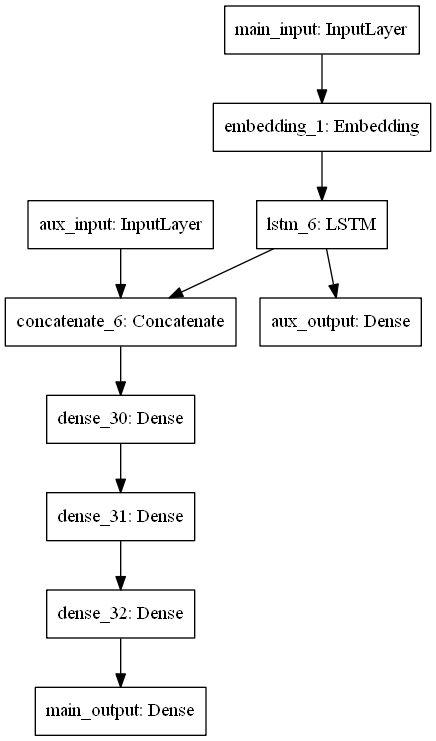 main_input: InputLayer
embedding_1: Embedding
aux_input: InputLayer
lstm_6: LSTM
concatenate_6: Concatenate
aux_output: Dense
dense_30: Dense
dense_31: Dense
dense_32: Dense
main_output: Dense